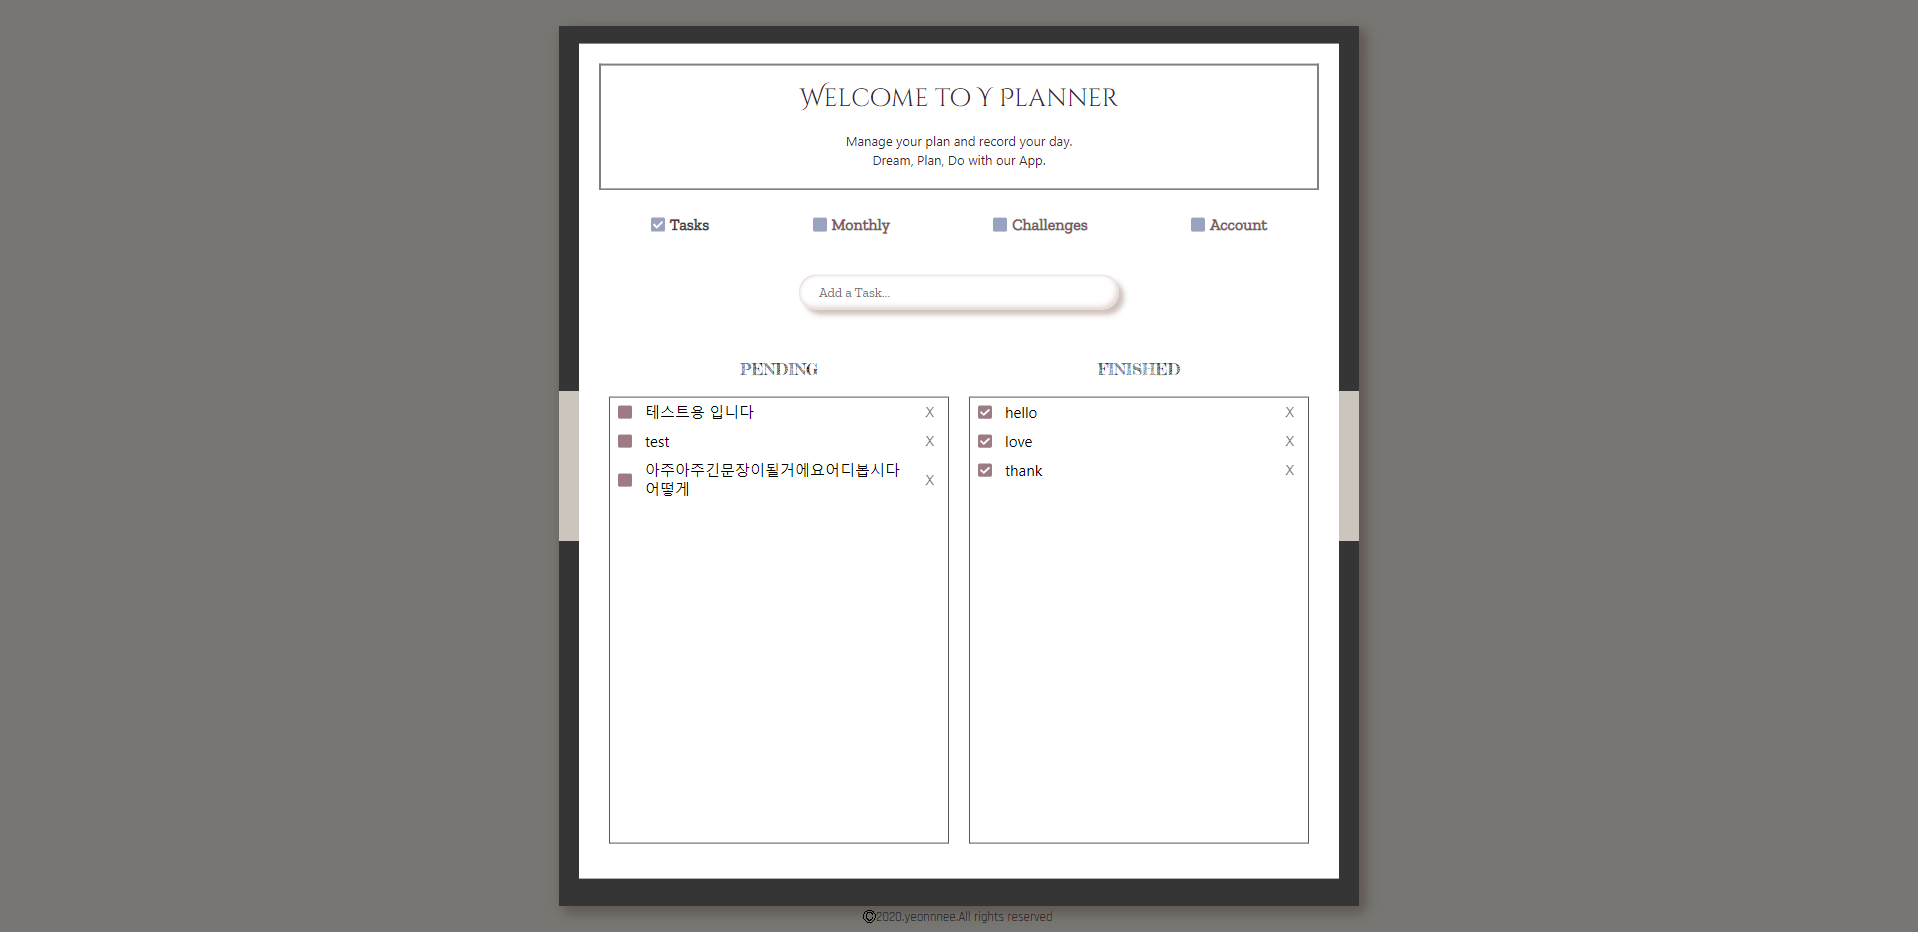 Welcome to Y Planner
Manage your plan and record your day.
Dream, Plan, Do with our App.
Tasks Monthly Challenges Account
Add a Task...
PENDING
테스트용 입니다 X
test X
아주아주긴문장이될거에요어디봅시다
어떻게 X
FINISHED
hello X
love X
thank X
©2020.yeonnnee.All rights reserved